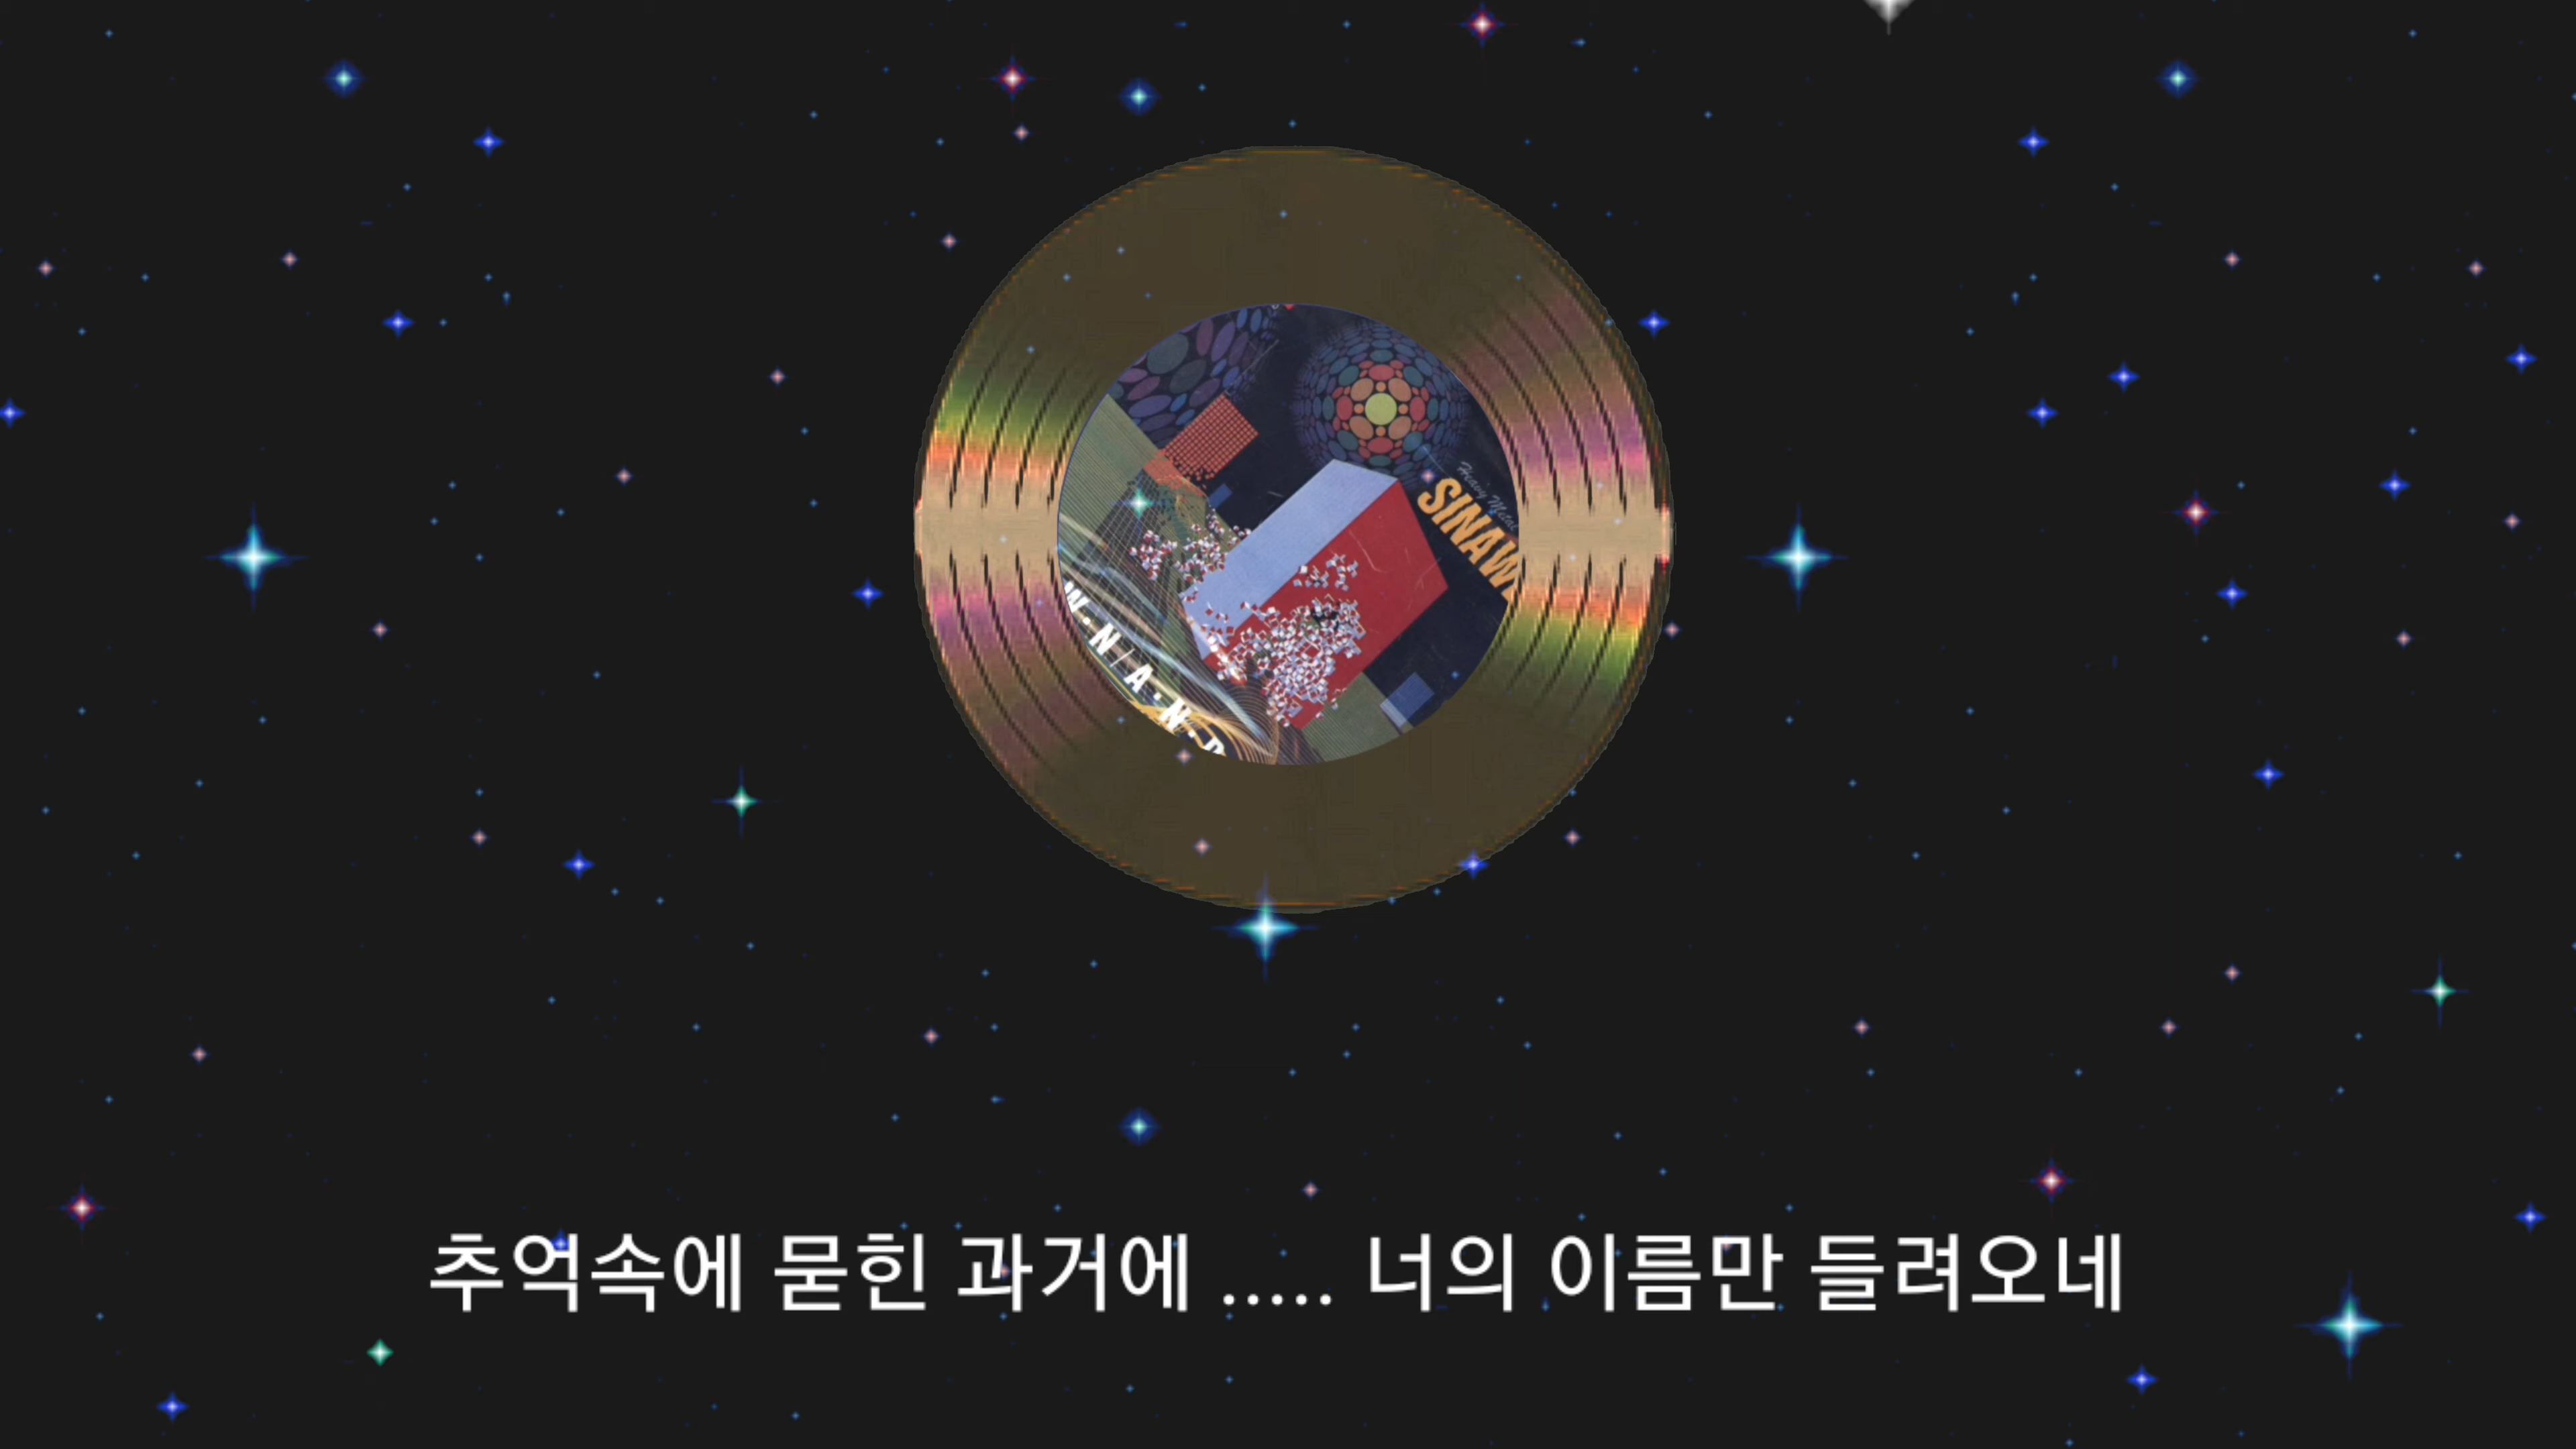 Heavy Metal
SINAW
W·N/A·N·D
추억속에 묻힌 과거에 ..... 너의 이름만 들려오네